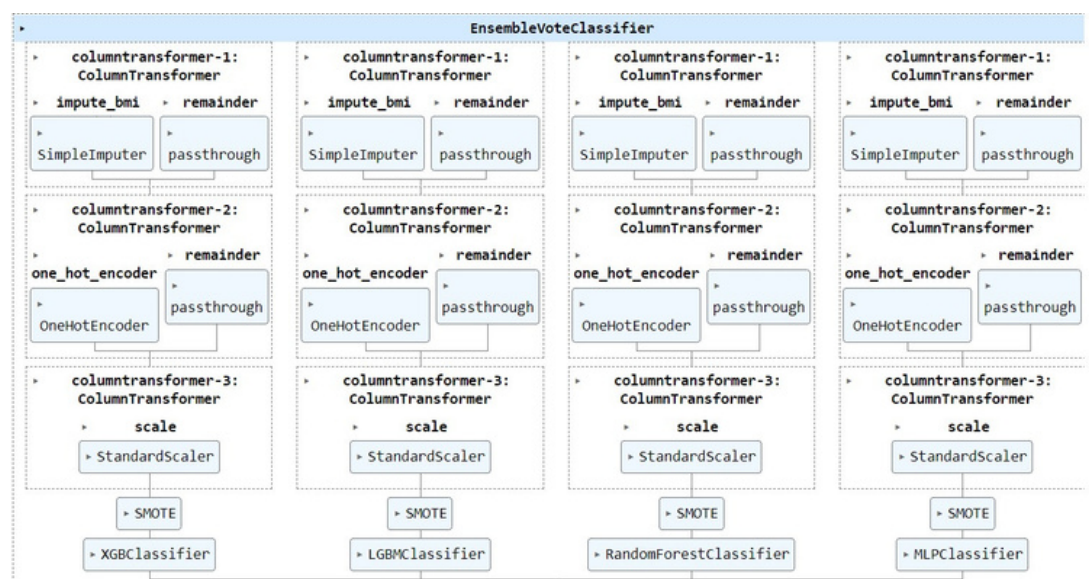 EnsembleVoteClassifier
columntransformer-1:
ColumnTransformer
impute_bmi remainder
SimpleImputer passthrough
columntransformer-2:
ColumnTransformer
remainder
one_hot_encoder
passthrough
OneHotEncoder
columntransformer-3:
ColumnTransformer
scale
StandardScaler
SMOTE
XGBClassifier
columntransformer-1:
ColumnTransformer
impute_bmi remainder
SimpleImputer passthrough
columntransformer-2:
ColumnTransformer
remainder
one_hot_encoder
passthrough
OneHotEncoder
columntransformer-3:
ColumnTransformer
scale
StandardScaler
SMOTE
LGBMClassifier
columntransformer-1:
ColumnTransformer
impute_bmi remainder
SimpleImputer passthrough
columntransformer-2:
ColumnTransformer
remainder
one_hot_encoder
passthrough
OneHotEncoder
columntransformer-3:
ColumnTransformer
scale
StandardScaler
SMOTE
RandomForestClassifier
columntransformer-1:
ColumnTransformer
impute_bmi remainder
SimpleImputer passthrough
columntransformer-2:
ColumnTransformer
remainder
one_hot_encoder
passthrough
OneHotEncoder
columntransformer-3:
ColumnTransformer
scale
StandardScaler
SMOTE
MLPClassifier